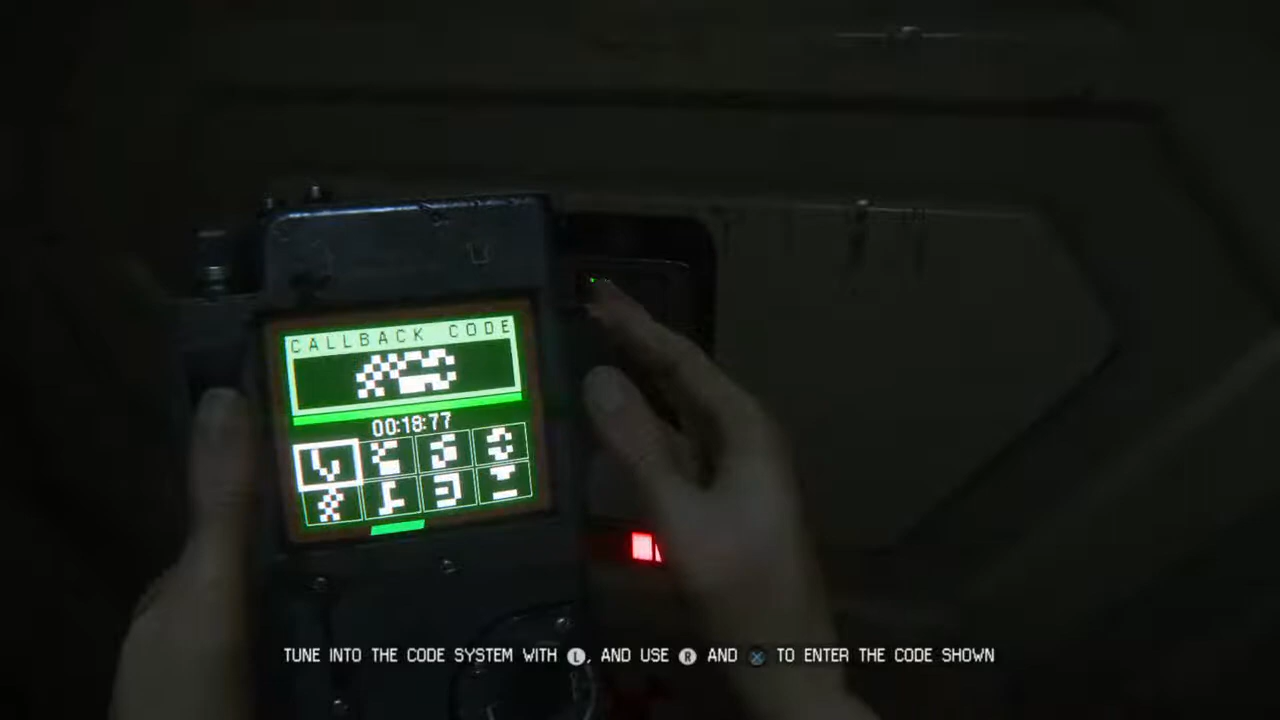 CALLBACK CODE
00:18:77
TUNE INTO THE CODE SYSTEM WITH L, AND USE R AND X TO ENTER THE CODE SHOWN